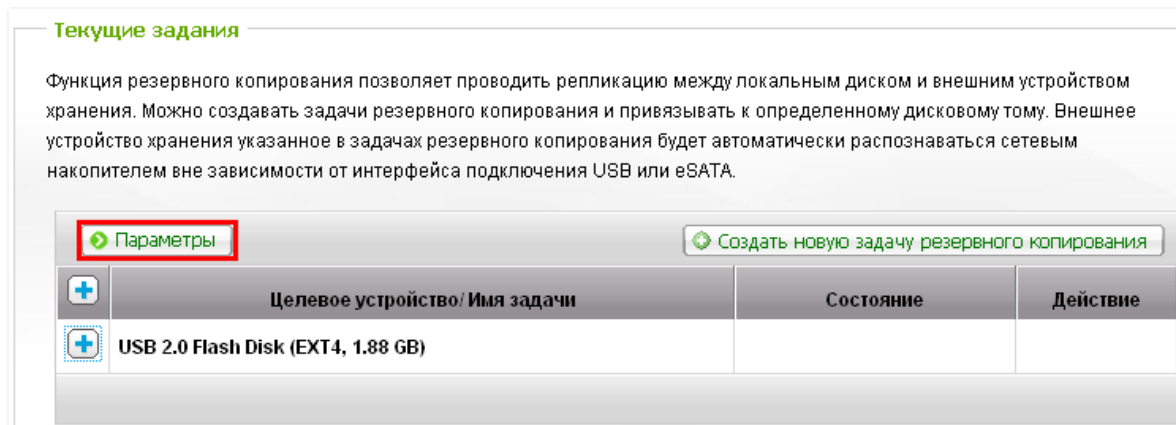 Текущие задания
Функция резервного копирования позволяет проводить репликацию между локальным диском и внешним устройством
хранения. Можно создавать задачи резервного копирования и привязывать к определенному дисковому тому. Внешнее
устройство хранения указанное в задачах резервного копирования будет автоматически распознаваться сетевым
накопителем вне зависимости от интерфейса подключения USB или eSATA.
Параметры
Создать новую задачу резервного копирования
Целевое устройство/ Имя задачи
Состояние
Действие
USB 2.0 Flash Disk (EXT4, 1.88 GB)